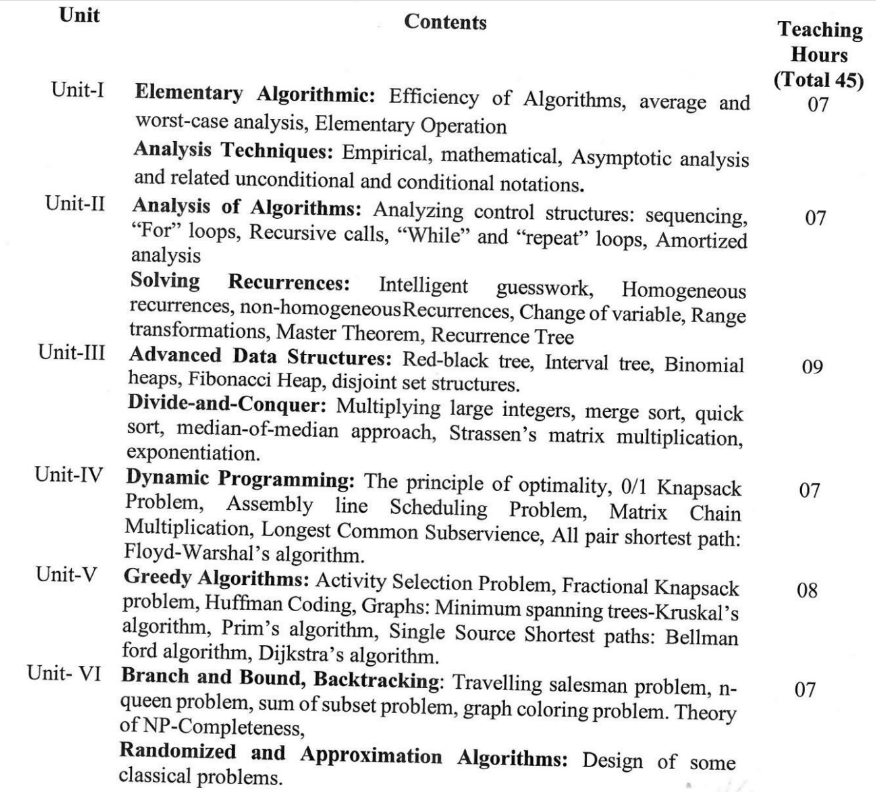 Unit Contents Teaching
Hours
(Total 45)
Unit-I Elementary Algorithmic: Efficiency of Algorithms, average and 07
worst-case analysis, Elementary Operation
Analysis Techniques: Empirical, mathematical, Asymptotic analysis
and related unconditional and conditional notations.
Unit-II Analysis of Algorithms: Analyzing control structures: sequencing, 07
“For” loops, Recursive calls, “While” and “repeat” loops, Amortized
analysis
Solving Recurrences: Intelligent guesswork, Homogeneous
recurrences, non-homogeneousRecurrences, Change of variable, Range
transformations, Master Theorem, Recurrence Tree
Unit-III Advanced Data Structures: Red-black tree, Interval tree, Binomial 09
heaps, Fibonacci Heap, disjoint set structures.
Divide-and-Conquer: Multiplying large integers, merge sort, quick
sort, median-of-median approach, Strassen’s matrix multiplication,
exponentiation.
Unit-IV Dynamic Programming: The principle of optimality, 0/1 Knapsack 07
Problem, Assembly line Scheduling Problem, Matrix Chain
Multiplication, Longest Common Subservience, All pair shortest path:
Floyd-Warshal’s algorithm.
Unit-V Greedy Algorithms: Activity Selection Problem, Fractional Knapsack 08
problem, Huffman Coding, Graphs: Minimum spanning trees-Kruskal’s
algorithm, Prim’s algorithm, Single Source Shortest paths: Bellman
ford algorithm, Dijkstra’s algorithm.
Unit- VI Branch and Bound, Backtracking: Travelling salesman problem, n- 07
queen problem, sum of subset problem, graph coloring problem. Theory
of NP-Completeness,
Randomized and Approximation Algorithms: Design of some
classical problems.